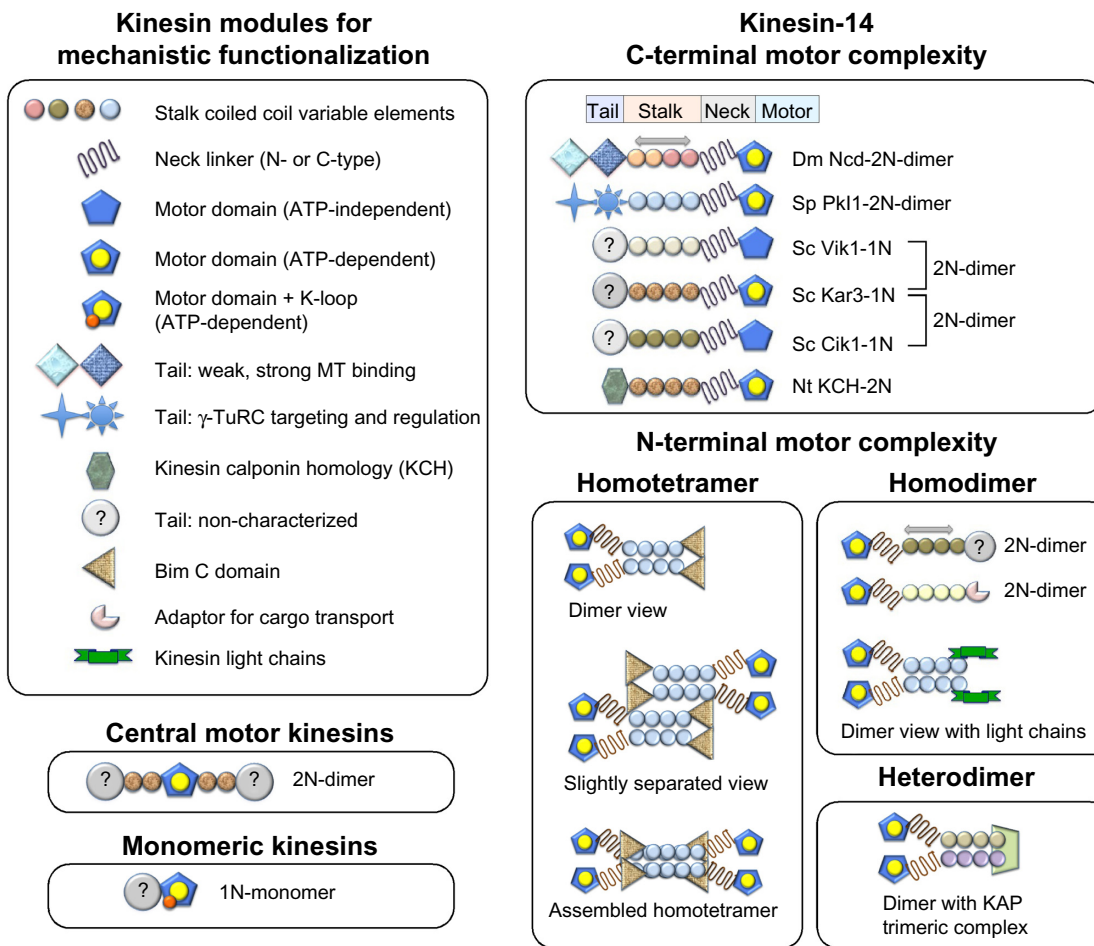 Kinesin modules for
mechanistic functionalization
Stalk coiled coil variable elements
Neck linker (N- or C-type)
Motor domain (ATP-independent)
Motor domain (ATP-dependent)
Motor domain + K-loop
(ATP-dependent)
Tail: weak, strong MT binding
Tail: γ-TuRC targeting and regulation
Kinesin calponin homology (KCH)
?
Tail: non-characterized
Bim C domain
Adaptor for cargo transport
Kinesin light chains
Central motor kinesins
? ? 2N-dimer
Monomeric kinesins
? 1N-monomer
Kinesin-14
C-terminal motor complexity
Tail Stalk Neck Motor
Dm Ncd-2N-dimer
Sp Pkl1-2N-dimer
? Sc Vik1-1N
2N-dimer
? Sc Kar3-1N
2N-dimer
? Sc Cik1-1N
Nt KCH-2N
N-terminal motor complexity
Homotetramer
Dimer view
Slightly separated view
Assembled homotetramer
Homodimer
? 2N-dimer
2N-dimer
Dimer view with light chains
Heterodimer
Dimer with KAP
trimeric complex